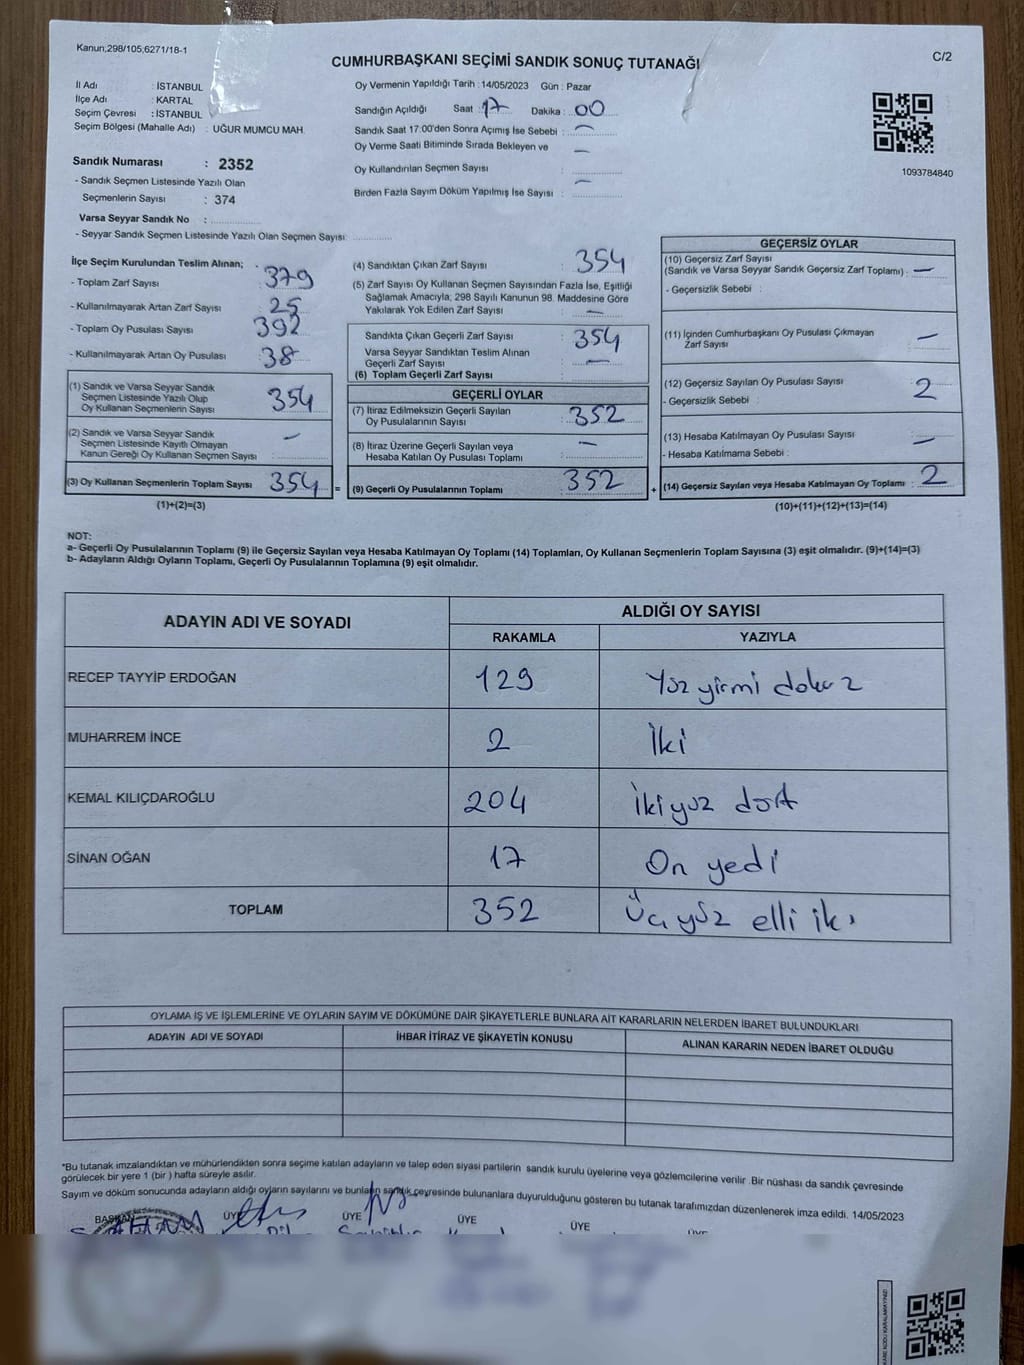 Kanun;298/105;6271/18-1
CUMHURBAŞKANI SEÇİMİ SANDIK SONUÇ TUTANAĞI
C/2
İl Adı : İSTANBUL
İlçe Adı : KARTAL
Seçim Çevresi : İSTANBUL
Seçim Bölgesi (Mahalle Adı) : UĞUR MUMCU MAH.
Sandık Numarası : 2352
- Sandık Seçmen Listesinde Yazılı Olan
Seçmenlerin Sayısı : 374
Varsa Seyyar Sandık No :
- Seyyar Sandık Seçmen Listesinde Yazılı Olan Seçmen Sayısı:
Oy Vermenin Yapıldığı Tarih : 14/05/2023 Gün : Pazar
Sandığın Açıldığı Saat : 17 Dakika : 00
Sandık Saat 17:00'den Sonra Açımış İse Sebebi : —
Oy Verme Saati Bitiminde Sırada Bekleyen ve —
Oy Kullandırılan Seçmen Sayısı :
Birden Fazla Sayım Döküm Yapılmış İse Sayısı : —
1093784840
İlçe Seçim Kurulundan Teslim Alınan;
- Toplam Zarf Sayısı : 379
- Kullanılmayarak Artan Zarf Sayısı : 25
- Toplam Oy Pusulası Sayısı : 392
- Kullanılmayarak Artan Oy Pusulası : 38
(1) Sandık ve Varsa Seyyar Sandık
Seçmen Listesinde Yazılı Olup
Oy Kullanan Seçmenlerin Sayısı : 354
(2) Sandık ve Varsa Seyyar Sandık
Seçmen Listesinde Kayıtlı Olmayan
Kanun Gereği Oy Kullanan Seçmen Sayısı : —
(3) Oy Kullanan Seçmenlerin Toplam Sayısı : 354 =
(1)+(2)=(3)
(4) Sandıktan Çıkan Zarf Sayısı : 354
(5) Zarf Sayısı Oy Kullanan Seçmen Sayısından Fazla İse, Eşitliği
Sağlamak Amacıyla, 298 Sayılı Kanunun 98. Maddesine Göre
Yakılarak Yok Edilen Zarf Sayısı : —
Sandıkta Çıkan Geçerli Zarf Sayısı : 354
Varsa Seyyar Sandıktan Teslim Alınan
Geçerli Zarf Sayısı : —
(6) Toplam Geçerli Zarf Sayısı :
GEÇERLİ OYLAR
(7) İtiraz Edilmeksizin Geçerli Sayılan
Oy Pusulasının Sayısı : 352
(8) İtiraz Üzerine Geçerli Sayılan veya
Hesaba Katılan Oy Pusulası Toplamı : —
(9) Geçerli Oy Pusulalarının Toplamı : 352 +
GEÇERSİZ OYLAR
(10) Geçersiz Zarf Sayısı
(Sandık ve Varsa Seyyar Sandık Geçersiz Zarf Toplamı) : —
- Geçersizlik Sebebi :
(11) İçinden Cumhurbaşkanı Oy Pusulası Çıkmayan
Zarf Sayısı : —
(12) Geçersiz Sayılan Oy Pusulası Sayısı : 2
- Geçersizlik Sebebi :
(13) Hesaba Katılmayan Oy Pusulası Sayısı : —
- Hesaba Katılmama Sebebi :
(14) Geçersiz Sayılan veya Hesaba Katılmayan Oy Toplamı : 2
(10)+(11)+(12)+(13)=(14)
NOT:
a- Geçerli Oy Pusulalarının Toplamı (9) ile Geçersiz Sayılan veya Hesaba Katılmayan Oy Toplamı (14) Toplamları, Oy Kullanan Seçmenlerin Toplam Sayısına (3) eşit olmalıdır. (9)+(14)=(3)
b- Adayların Aldığı Oyların Toplamı, Geçerli Oy Pusulalarının Toplamına (9) eşit olmalıdır.
ADAYIN ADI VE SOYADI ALDIĞI OY SAYISI
RAKAMLA YAZIYLA
RECEP TAYYİP ERDOĞAN 129 Yüz yirmi dokuz
MUHARREM İNCE 2 İki
KEMAL KILIÇDAROĞLU 204 İkiyüz dört
SİNAN OĞAN 17 On yedi
TOPLAM 352 Üçyüz elli iki
OYLAMA İŞ VE İŞLEMLERİNE VE OYLARIN SAYIM VE DÖKÜMÜNE DAİR ŞİKAYETLERLE BUNLARA AİT KARARLARIN NELERDEN İBARET BULUNDUKLARI
ADAYIN ADI VE SOYADI İHBAR İTİRAZ VE ŞİKAYETİN KONUSU ALINAN KARARIN NEDEN İBARET OLDUĞU
*Bu tutanak imzalandıktan ve mühürlendikten sonra seçime katılan adayların ve talep eden siyasi partilerin sandık kurulu üyelerine veya gözlemcilerine verilir .Bir nüshası da sandık çevresinde
görülecek bir yere 1 (bir ) hafta süreyle asılır.
Sayım ve döküm sonucunda adayların aldığı oyların sayılarını ve bunların sandık çevresinde bulunanlara duyurulduğunu gösteren bu tutanak tarafımızdan düzenlenerek imza edildi. 14/05/2023
BAŞKAN ÜYE ÜYE ÜYE ÜYE ÜYE